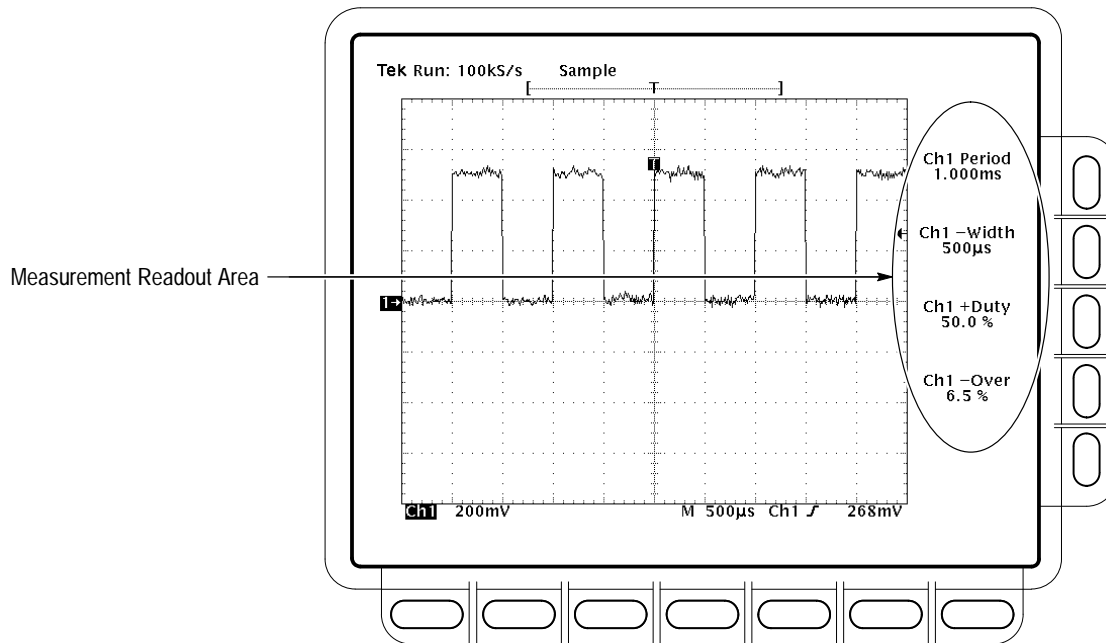 Tek Run: 100kS/s Sample
[ T ]
T
Ch1 Period
1.000ms
Ch1 −Width
500µs
Measurement Readout Area
1→
Ch1 +Duty
50.0 %
Ch1 −Over
6.5 %
Ch1 200mV M 500µs Ch1 ƒ 268mV